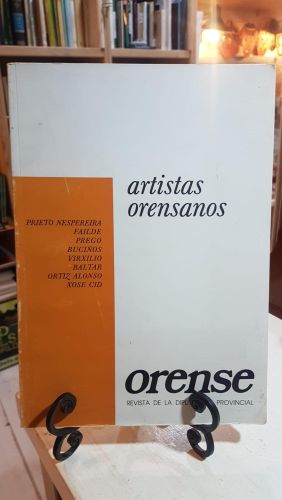 artistas
orensanos
PRIETO NESPEREIRA
FAILDE
PREGO
BUCIÑOS
VIRXILIO
BALTAR
ORTIZ ALONSO
XOSE CID
orense
REVISTA DE LA PROVINCIAL